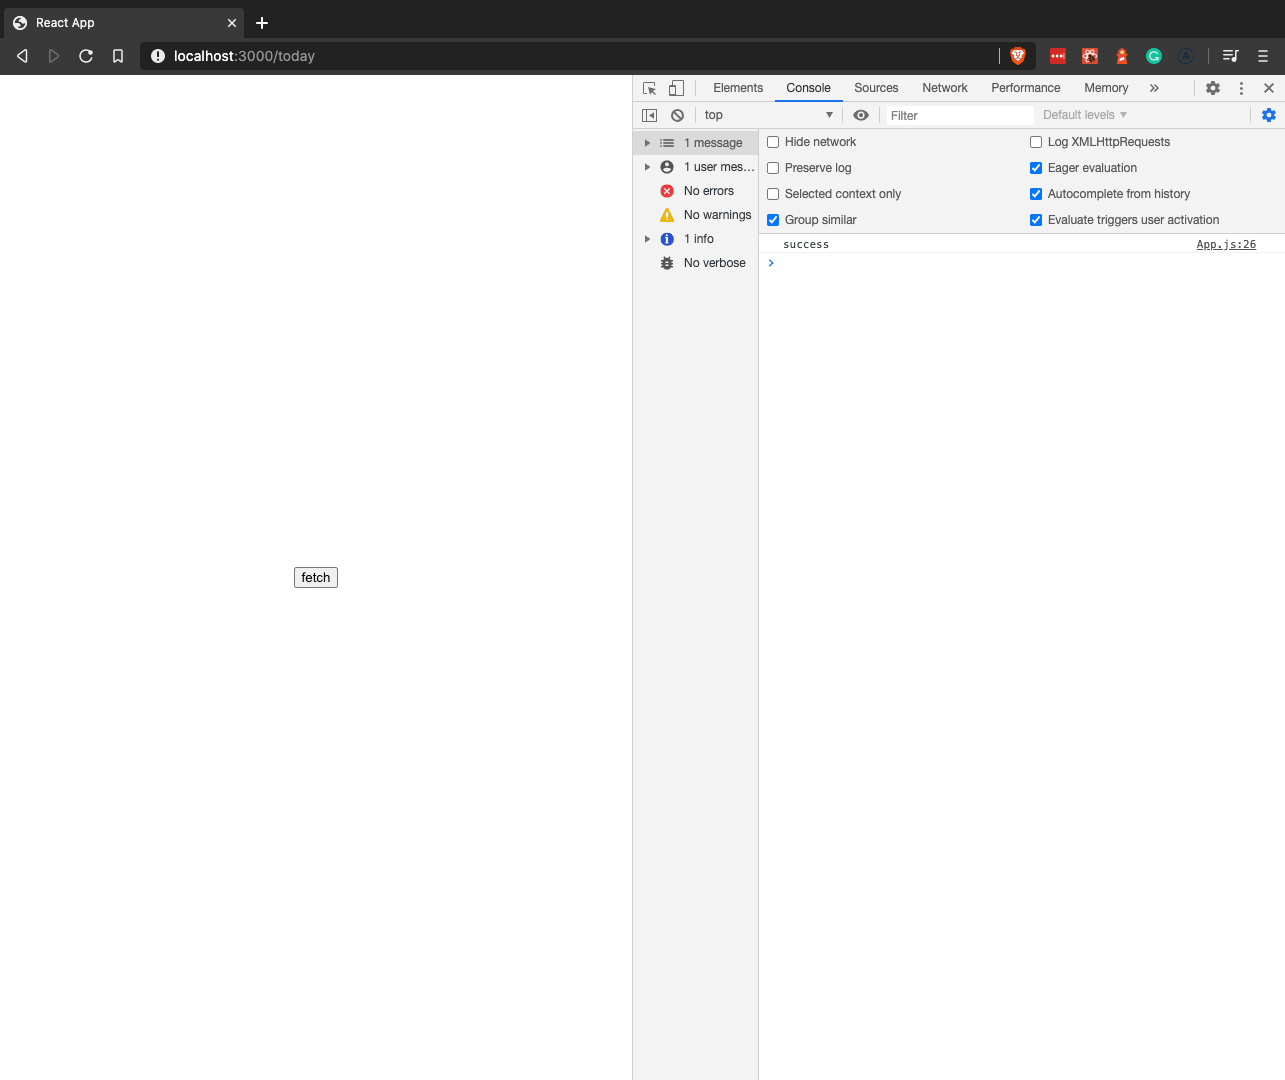 React App
localhost:3000/today
Elements Console Sources Network Performance Memory
top Filter Default levels
1 message
1 user mes...
No errors
No warnings
1 info
No verbose
Hide network Log XMLHttpRequests
Preserve log Eager evaluation
Selected context only Autocomplete from history
Group similar Evaluate triggers user activation
success App.js:26
fetch